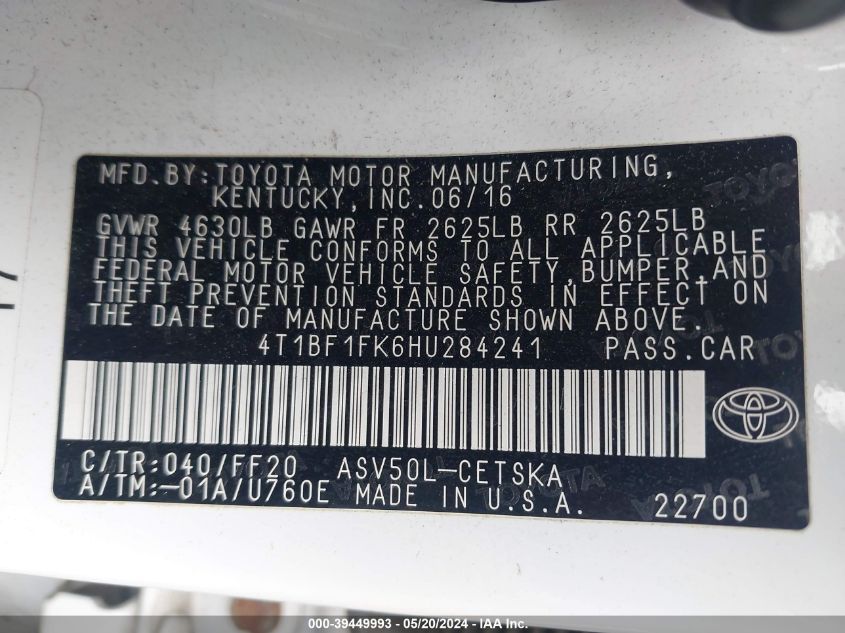 MFD.BY:TOYOTA MOTOR MANUFACTURING,
KENTUCKY,INC.06/16
GVWR 4630LB GAWR FR 2625LB RR 2625LB
THIS VEHICLE CONFORMS TO ALL APPLICABLE
FEDERAL MOTOR VEHICLE SAFETY,BUMPER,AND
THEFT PREVENTION STANDARDS IN EFFECT ON
THE DATE OF MANUFACTURE SHOWN ABOVE.
4T1BF1FK6HU284241 PASS.CAR
C/TR:040/FF20 ASV50L-CETSKA
A/TM:-01A/U760E MADE IN U.S.A. 22700
000-39449993 - 05/20/2024 - IAA Inc.